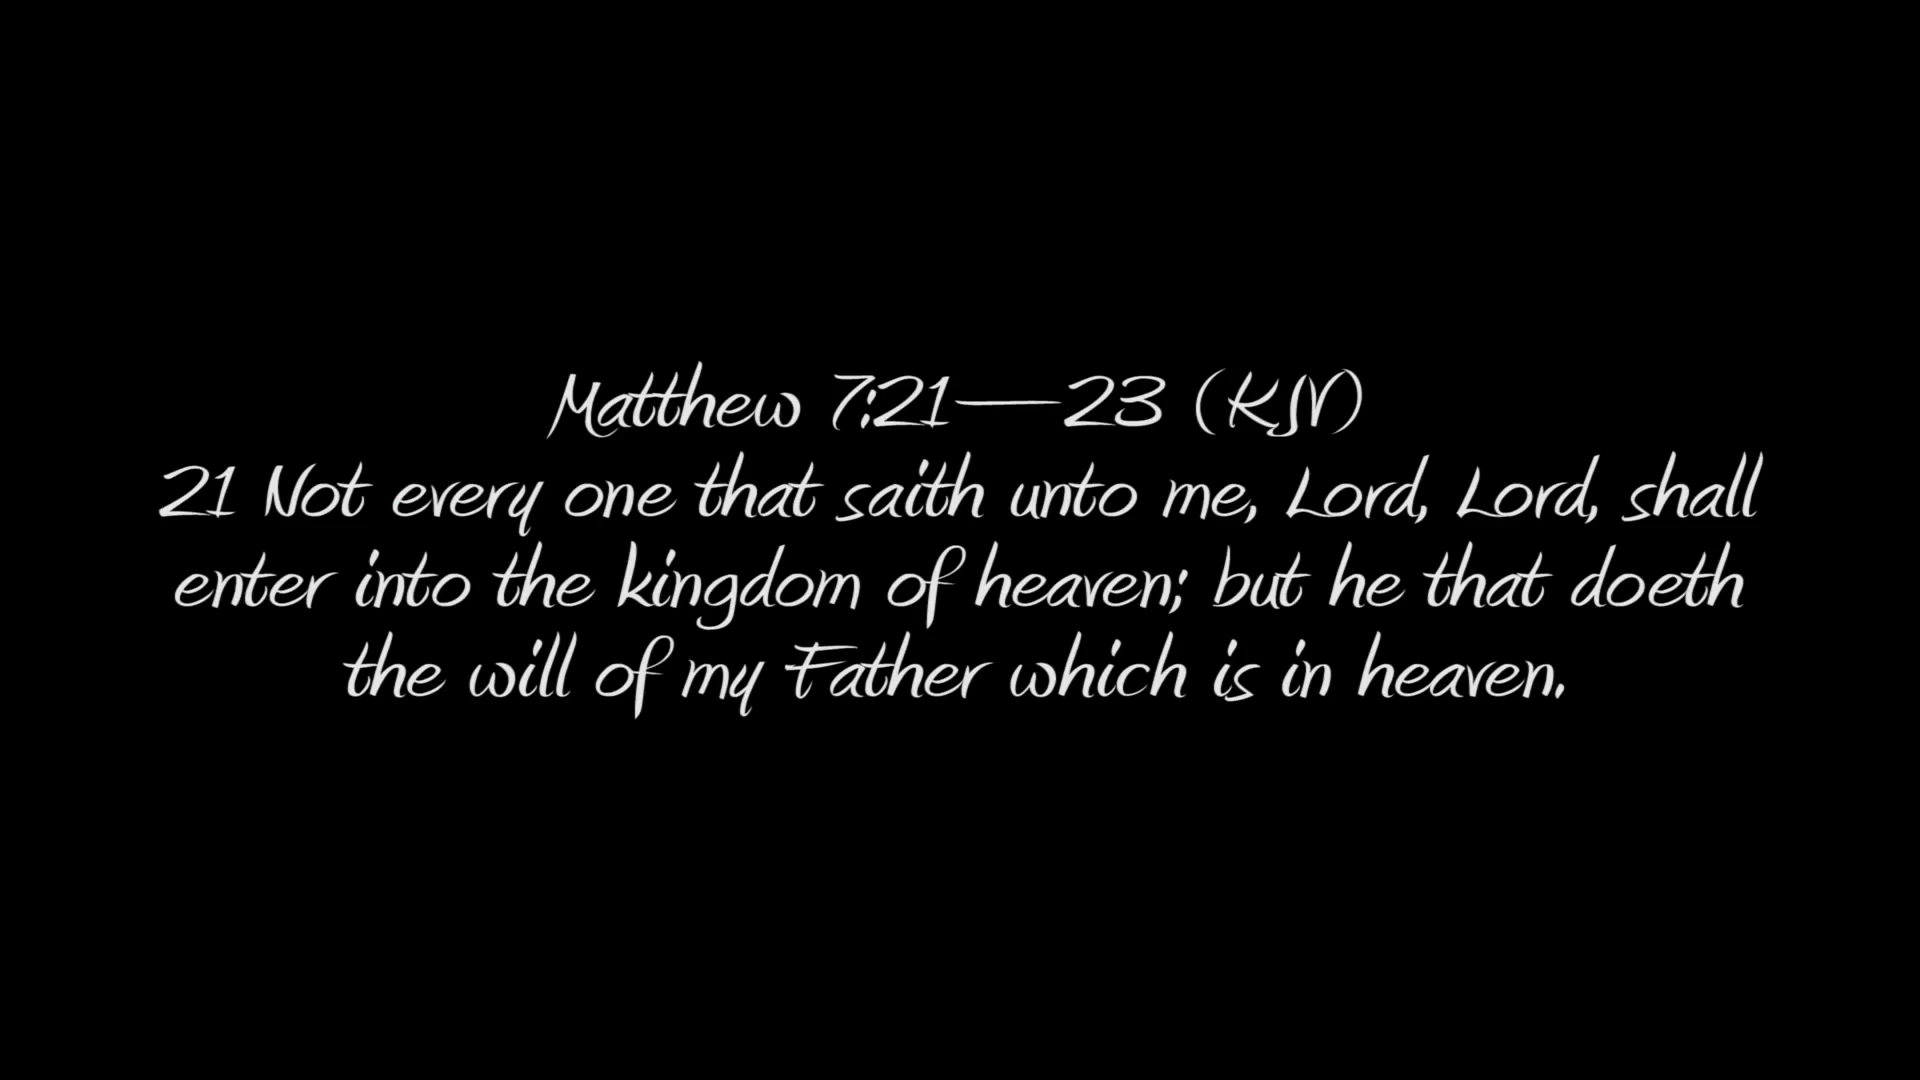 Matthew 7:21—23 (KJV)
21 Not every one that saith unto me, Lord, Lord, shall
enter into the kingdom of heaven; but he that doeth
the will of my Father which is in heaven.